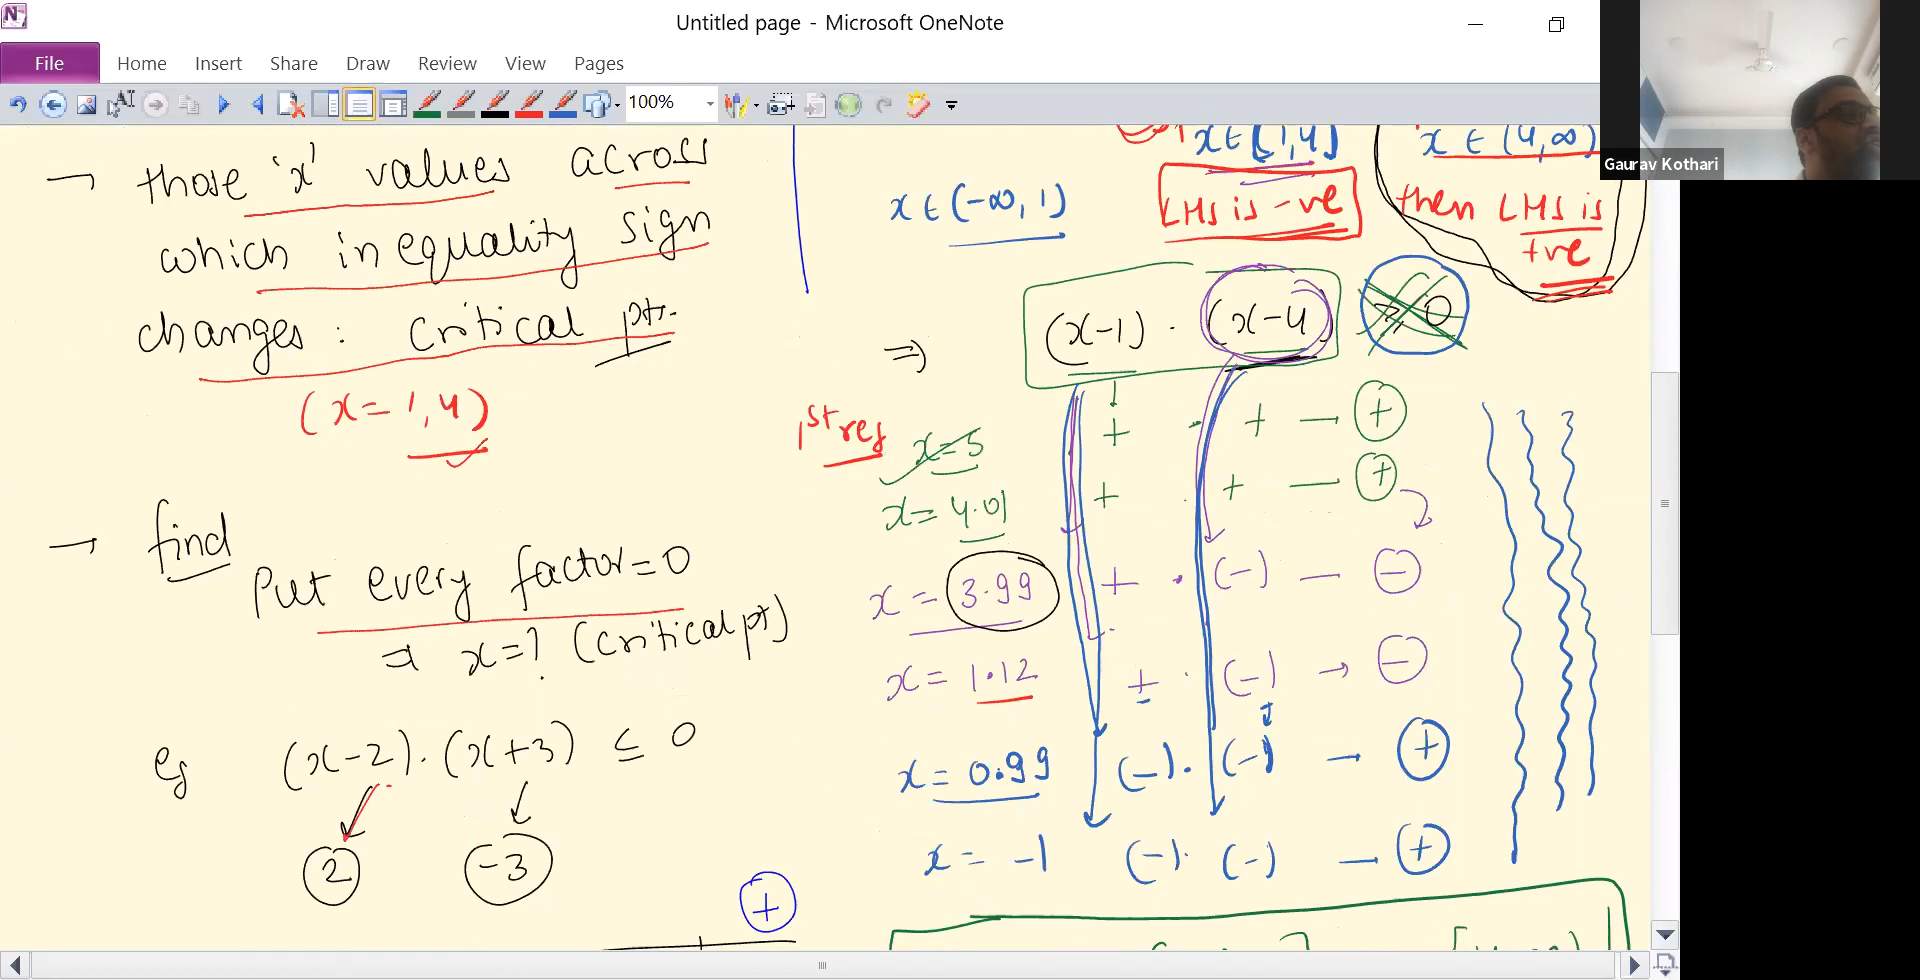 Untitled page - Microsoft OneNote
File Home Insert Share Draw Review View Pages
100%
Gaurav Kothari
→ those 'x' values across
which inequality sign
changes : critical pts.
(x = 1, 4)
→ find
Put every factor = 0
⇒ x = ? (critical pt)
eg (x-2) · (x+3) ≤ 0
2 -3
+
x ∈ (-∞, 1)
x ∈ [1, 4]
LHS is -ve
x ∈ (4, ∞)
then LHS is
+ve
⇒ (x-1) · (x-4) ≥ 0
1st reg
x = 5 + · + — +
x = 4.01 + · + — +
x = 3.99 + · (-) — -
x = 1.12 + · (-) → -
x = 0.99 (-) · (-) → +
x = -1 (-) · (-) — +